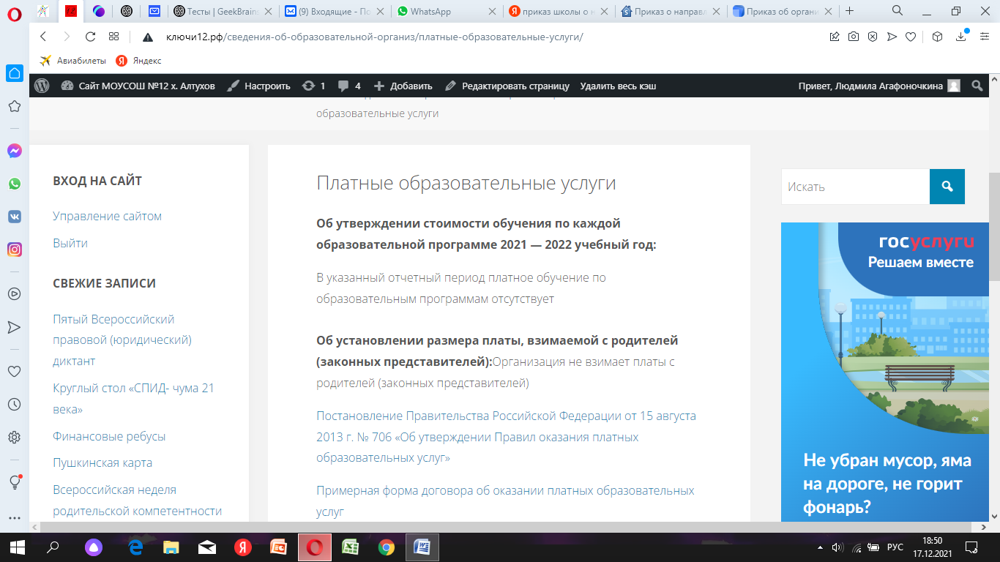 Тесты | GeekBrain
(9) Входящие - По
WhatsApp
приказ школы о н
Приказ о направл
Приказ об органи
ключи12.рф/сведения-об-образовательной-организ/платные-образовательные-услуги/
Авиабилеты
Яндекс
Сайт МОУСОШ №12 х. Алтухов
Настроить
1
4
Добавить
Редактировать страницу
Удалить весь кэш
Привет, Людмила Агафоночкина
образовательные услуги
ВХОД НА САЙТ
Управление сайтом
Выйти
СВЕЖИЕ ЗАПИСИ
Пятый Всероссийский
правовой (юридический)
диктант
Круглый стол «СПИД- чума 21
века»
Финансовые ребусы
Пушкинская карта
Всероссийская неделя
родительской компетентности
Платные образовательные услуги
Об утверждении стоимости обучения по каждой
образовательной программе 2021 — 2022 учебный год:
В указанный отчетный период платное обучение по
образовательным программам отсутствует
Об установлении размера платы, взимаемой с родителей
(законных представителей):Организация не взимает платы с
родителей (законных представителей)
Постановление Правительства Российской Федерации от 15 августа
2013 г. № 706 «Об утверждении Правил оказания платных
образовательных услуг»
Примерная форма договора об оказании платных образовательных
услуг
Искать
госуслуги
Решаем вместе
Не убран мусор, яма
на дороге, не горит
фонарь?
РУС
18:50
17.12.2021